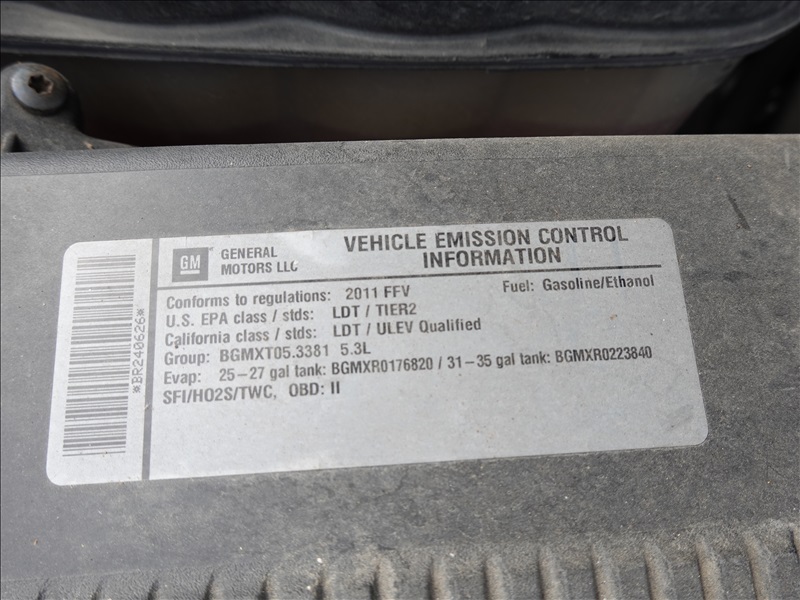 *BR240626*
GM
GENERAL
MOTORS LLC
VEHICLE EMISSION CONTROL
INFORMATION
Conforms to regulations: 2011 FFV
Fuel: Gasoline/Ethanol
U.S. EPA class / stds: LDT / TIER2
California class / stds: LDT / ULEV Qualified
Group: BGMXT05.3381 5.3L
Evap: 25-27 gal tank: BGMXR0176820 / 31-35 gal tank: BGMXR0223840
SFI/HO2S/TWC, OBD: II